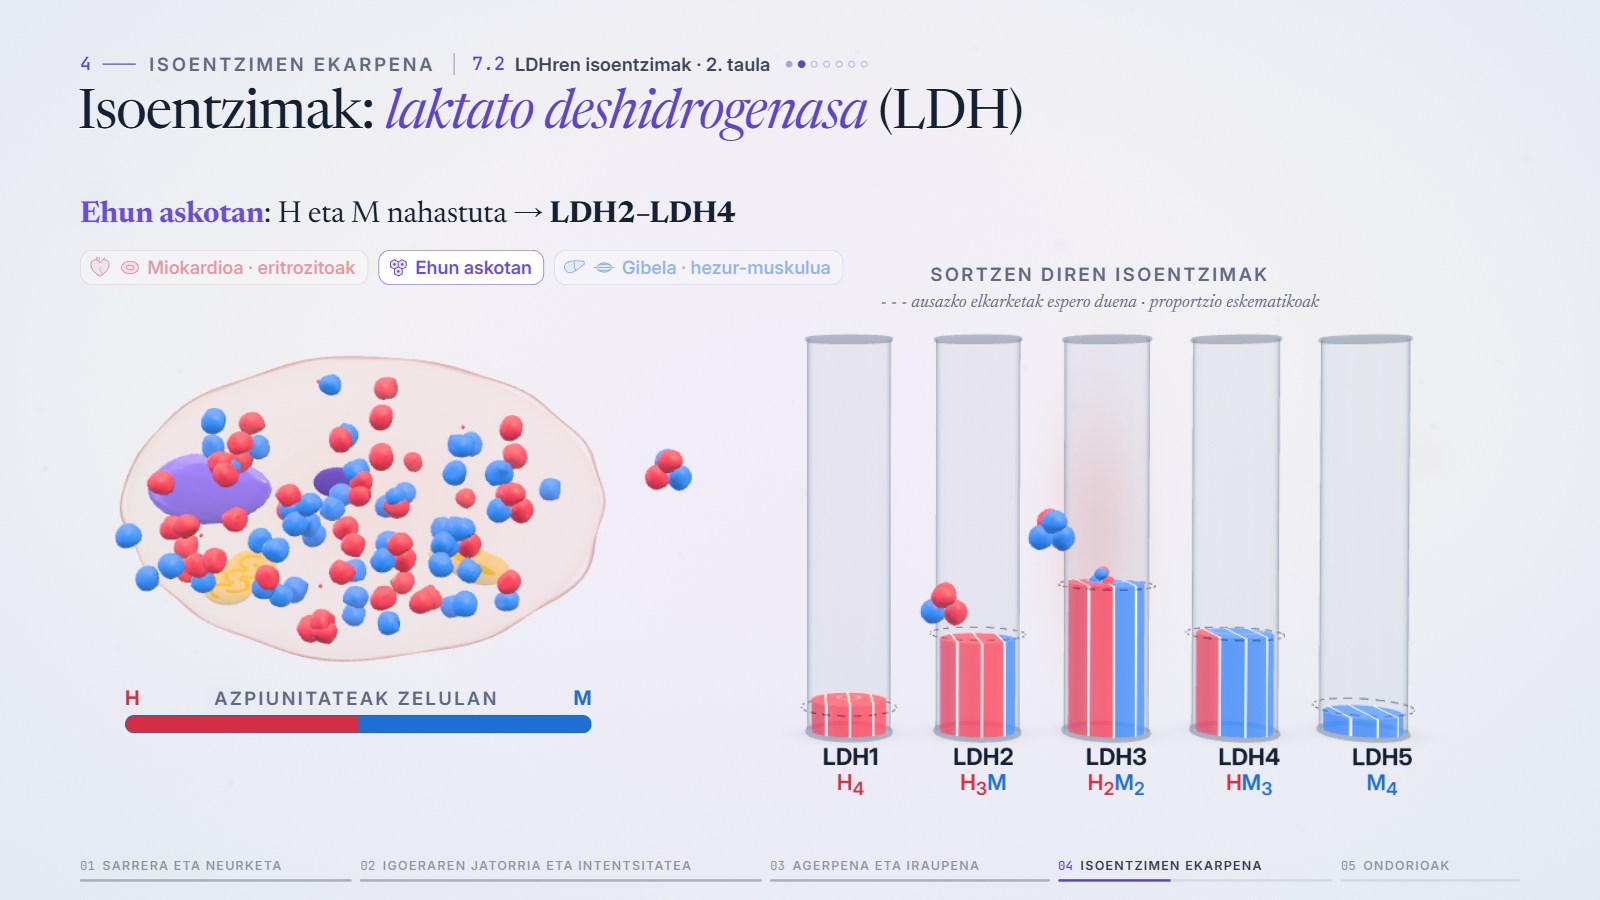 4 — ISOENTZIMEN EKARPENA | 7.2 LDHren isoentzimak · 2. taula
Isoentzimak: laktato deshidrogenasa (LDH)
Ehun askotan: H eta M nahastuta → LDH2–LDH4
Miokardioa · eritrozitoak
Ehun askotan
Gibela · hezur-muskulua
SORTZEN DIREN ISOENTZIMAK
- - - ausazko elkarketak espero duena · proportzio eskematikoak
H AZPIUNITATEAK ZELULAN M
LDH1 LDH2 LDH3 LDH4 LDH5
H4 H3M H2M2 HM3 M4
01 SARRERA ETA NEURKETA 02 IGOERAREN JATORRIA ETA INTENTSITATEA 03 AGERPENA ETA IRAUPENA 04 ISOENTZIMEN EKARPENA 05 ONDORIOAK